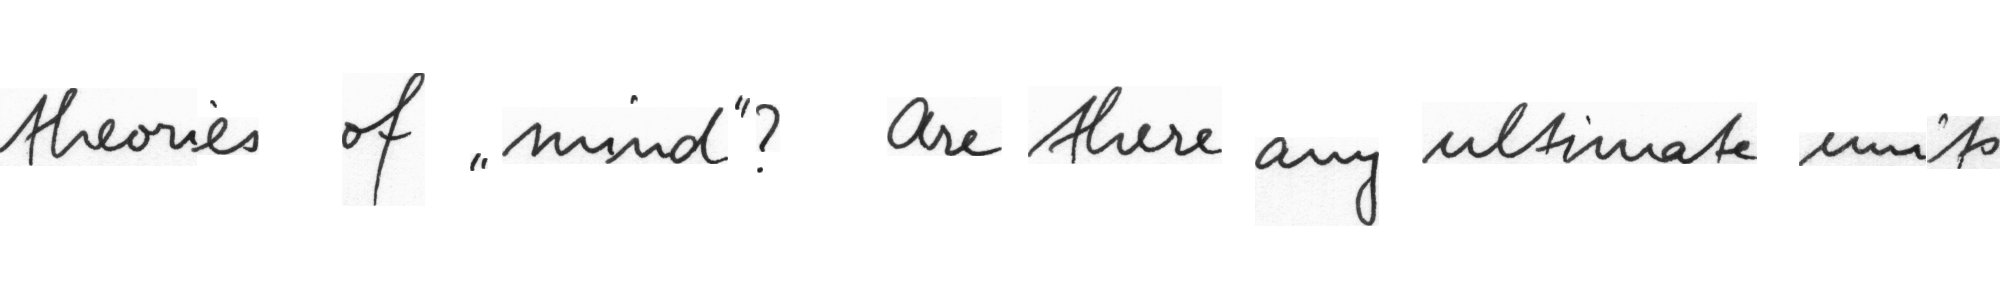 theories of „mind“? Are there any ultimate units